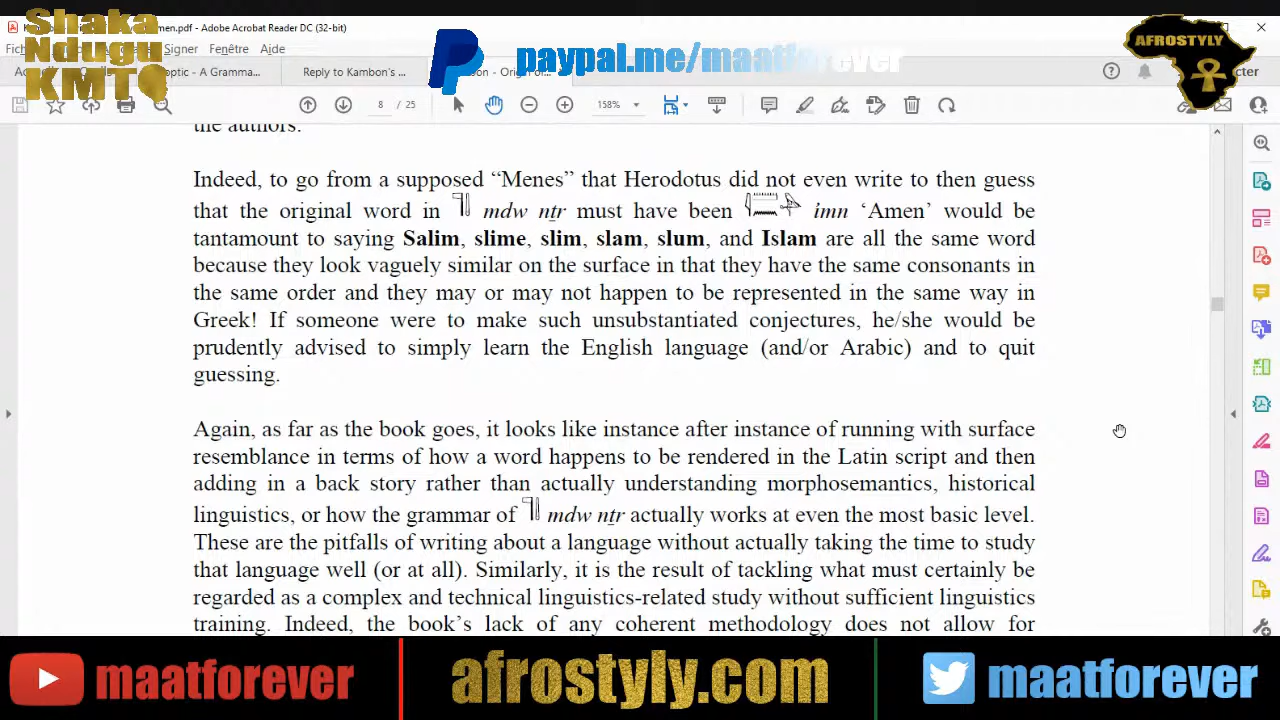 Shaka
Ndugu
KMT
men.pdf - Adobe Acrobat Reader DC (32-bit)
Signer Fenêtre Aide
paypal.me/maatforever
AFROSTYLY
optic - A Gramma... Reply to Kambon's ...
8 / 25 158%
the authors.
Indeed, to go from a supposed “Menes” that Herodotus did not even write to then guess
that the original word in mdw nṯr must have been imn ‘Amen’ would be
tantamount to saying Salim, slime, slim, slam, slum, and Islam are all the same word
because they look vaguely similar on the surface in that they have the same consonants in
the same order and they may or may not happen to be represented in the same way in
Greek! If someone were to make such unsubstantiated conjectures, he/she would be
prudently advised to simply learn the English language (and/or Arabic) and to quit
guessing.
Again, as far as the book goes, it looks like instance after instance of running with surface
resemblance in terms of how a word happens to be rendered in the Latin script and then
adding in a back story rather than actually understanding morphosemantics, historical
linguistics, or how the grammar of mdw nṯr actually works at even the most basic level.
These are the pitfalls of writing about a language without actually taking the time to study
that language well (or at all). Similarly, it is the result of tackling what must certainly be
regarded as a complex and technical linguistics-related study without sufficient linguistics
training. Indeed, the book’s lack of any coherent methodology does not allow for
maatforever afrostyly.com maatforever